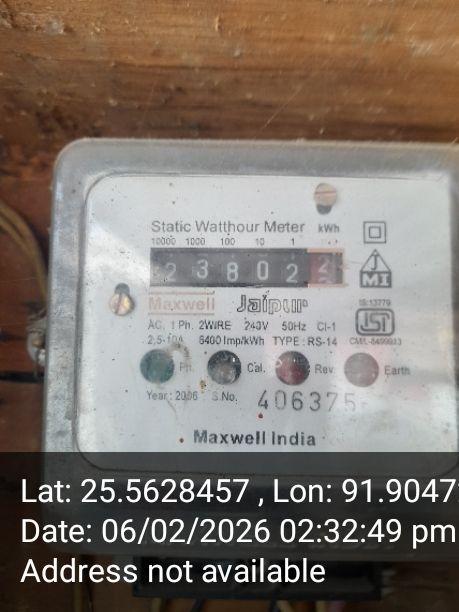 Static Watthour Meter kWh
10000 1000 100 10 1
2 3 8 0 2
Maxwell Jaipur
MI
IS:13779
ISI
AC, 1 Ph. 2WIRE 240V 50Hz Cl-1
2.5-10A 6400 Imp/kWh TYPE : RS-14
Ph. Cal. Rev. Earth
Year : 2006 S.No. 406375
Maxwell India
Lat: 25.5628457 , Lon: 91.9047
Date: 06/02/2026 02:32:49 pm
Address not available